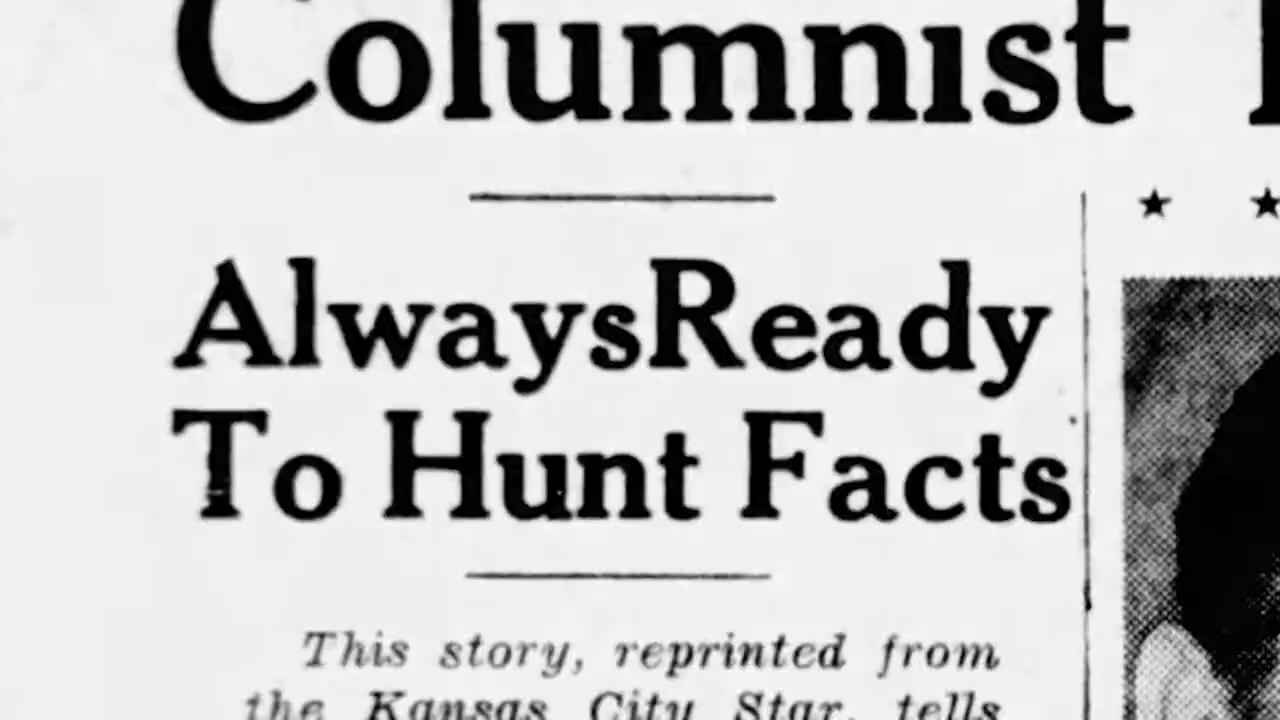 Columnist
AlwaysReady
To Hunt Facts
This story, reprinted from
the Kansas City Star, tells